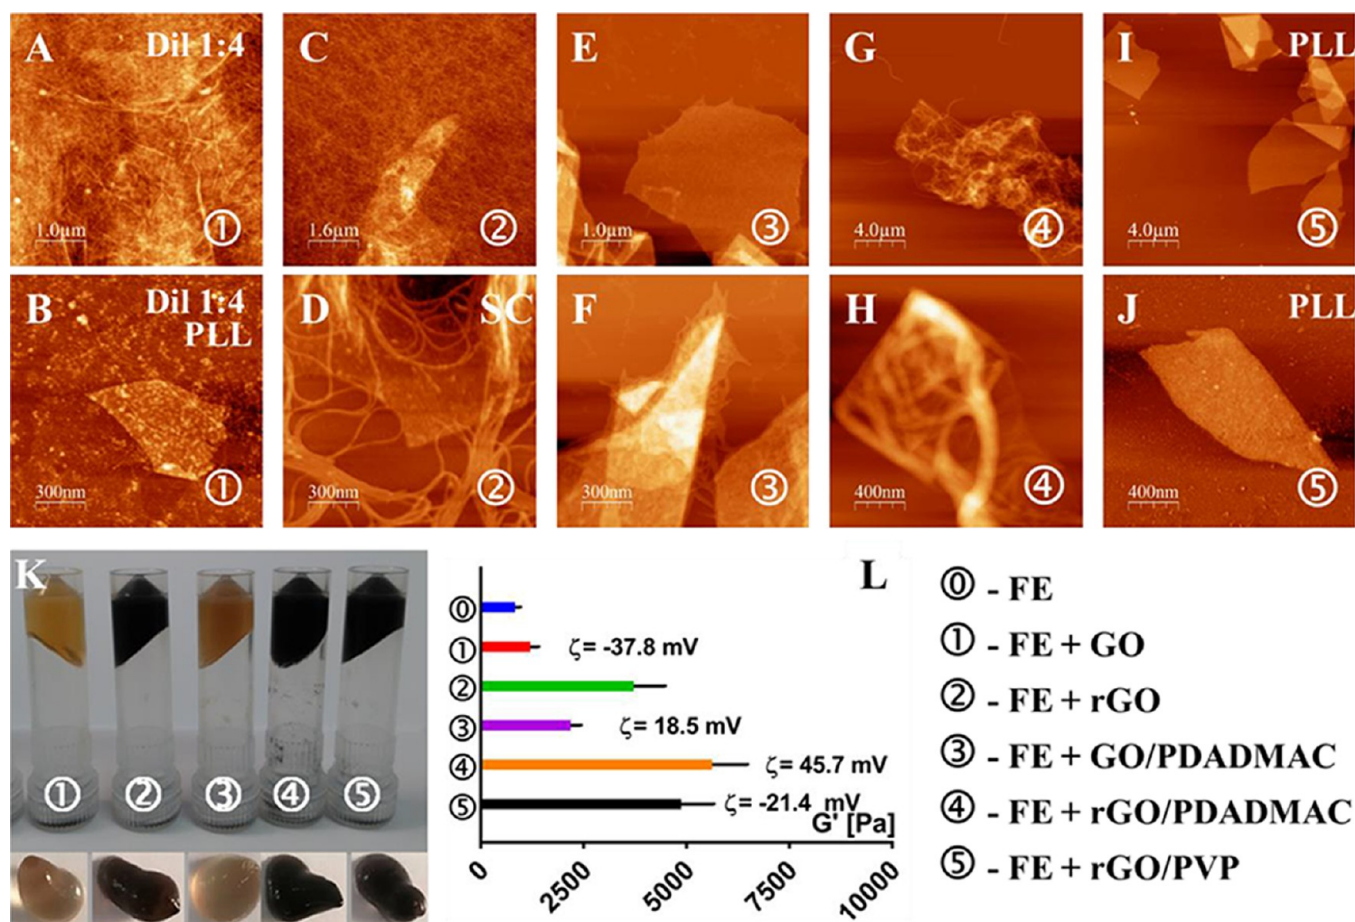 A
Dil 1:4
1.0µm
①
C
1.6µm
②
E
1.0µm
③
G
4.0µm
④
I
PLL
4.0µm
⑤
B
Dil 1:4
PLL
300nm
①
D
SC
300nm
②
F
300nm
③
H
400nm
④
J
PLL
400nm
⑤
K
① ② ③ ④ ⑤
L
⓪
① ζ= -37.8 mV
②
③ ζ= 18.5 mV
④ ζ= 45.7 mV
⑤ ζ= -21.4 mV
G' [Pa]
0 2500 5000 7500 10000
⓪ - FE
① - FE + GO
② - FE + rGO
③ - FE + GO/PDADMAC
④ - FE + rGO/PDADMAC
⑤ - FE + rGO/PVP